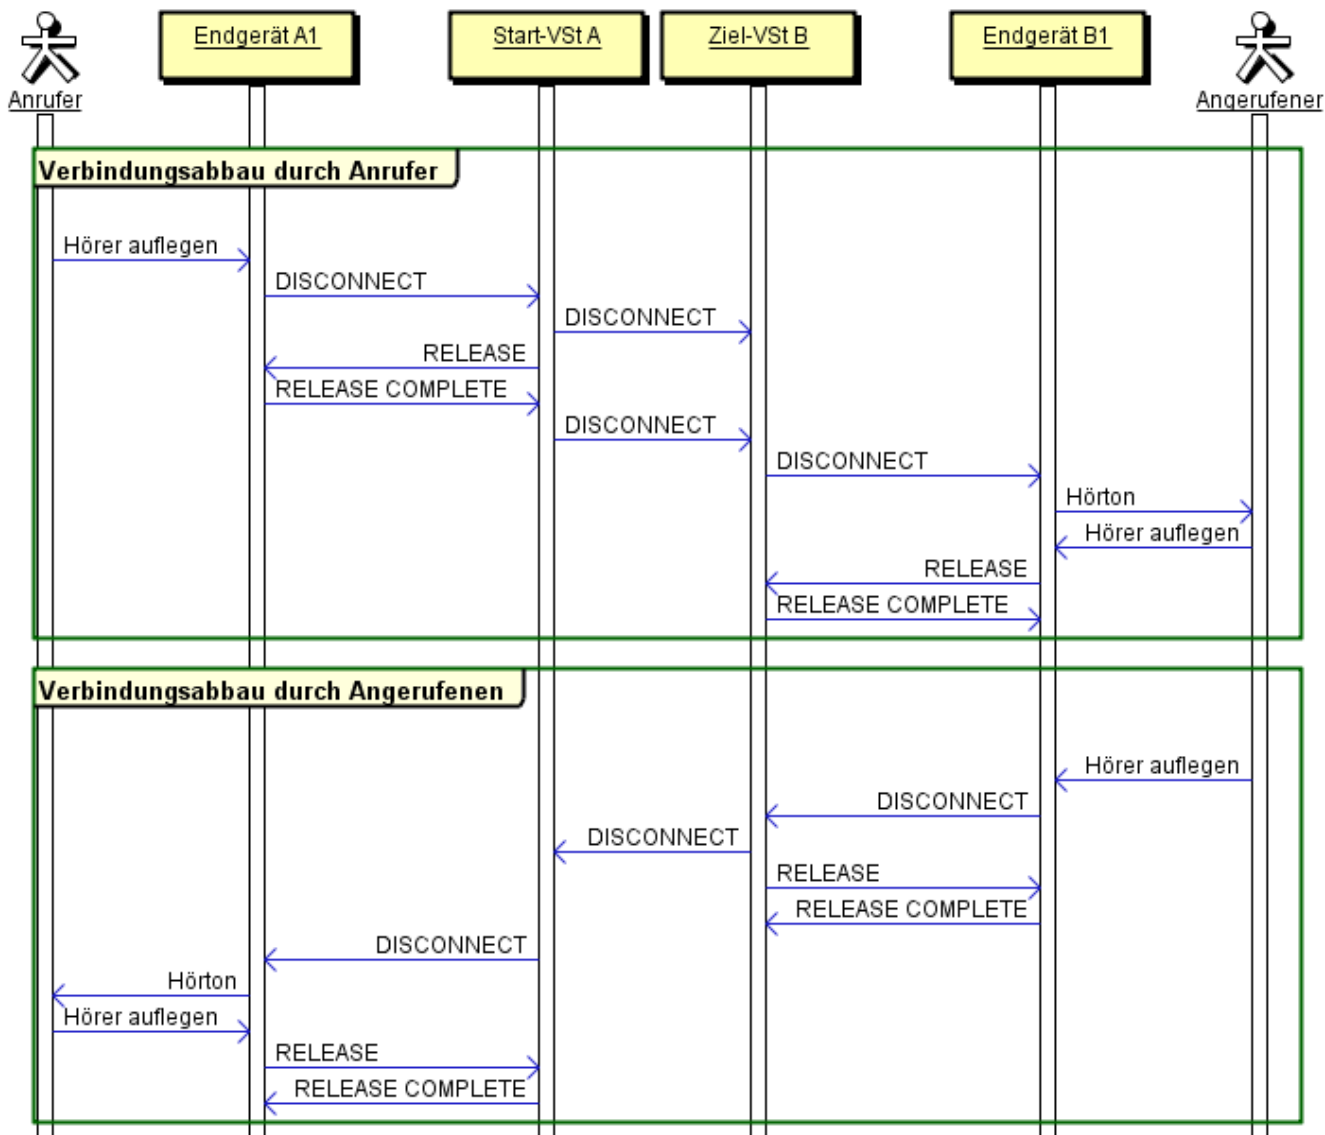 Endgerät A1
Start-VSt A
Ziel-VSt B
Endgerät B1
Anrufer
Angerufener
Verbindungsabbau durch Anrufer
Hörer auflegen
DISCONNECT
DISCONNECT
RELEASE
RELEASE COMPLETE
DISCONNECT
DISCONNECT
Hörton
Hörer auflegen
RELEASE
RELEASE COMPLETE
Verbindungsabbau durch Angerufenen
Hörer auflegen
DISCONNECT
DISCONNECT
RELEASE
RELEASE COMPLETE
DISCONNECT
Hörton
Hörer auflegen
RELEASE
RELEASE COMPLETE